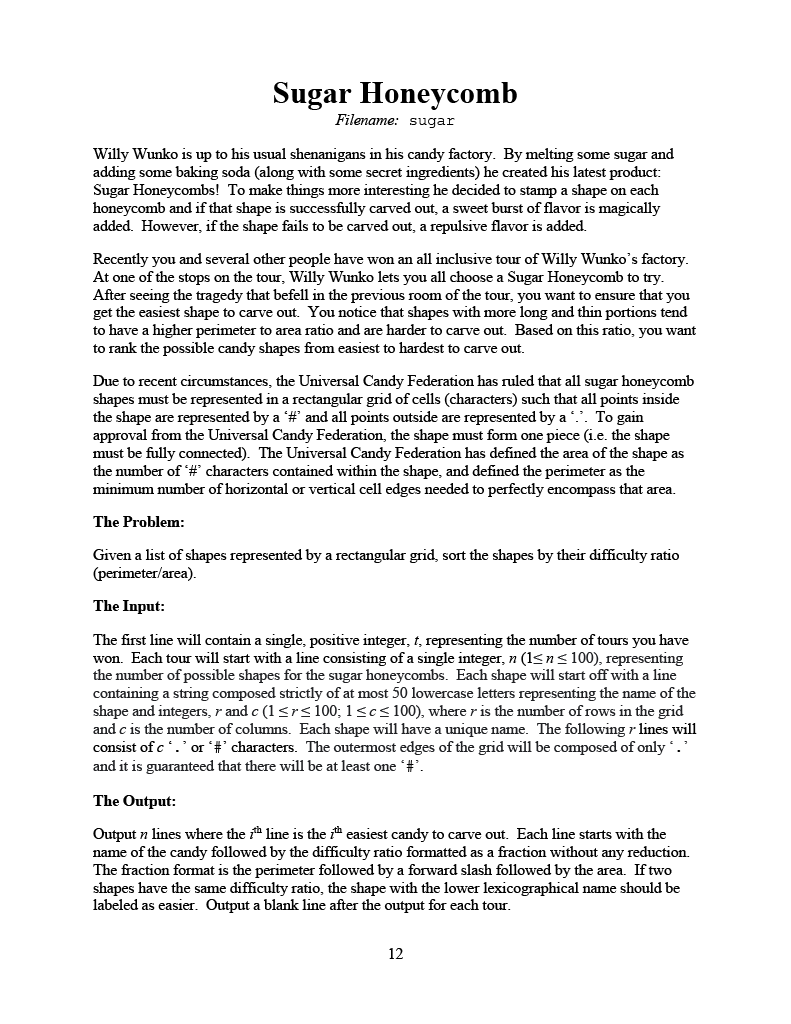 Sugar Honeycomb
Filename: sugar
Willy Wunko is up to his usual shenanigans in his candy factory. By melting some sugar and
adding some baking soda (along with some secret ingredients) he created his latest product:
Sugar Honeycombs! To make things more interesting he decided to stamp a shape on each
honeycomb and if that shape is successfully carved out, a sweet burst of flavor is magically
added. However, if the shape fails to be carved out, a repulsive flavor is added.
Recently you and several other people have won an all inclusive tour of Willy Wunko’s factory.
At one of the stops on the tour, Willy Wunko lets you all choose a Sugar Honeycomb to try.
After seeing the tragedy that befell in the previous room of the tour, you want to ensure that you
get the easiest shape to carve out. You notice that shapes with more long and thin portions tend
to have a higher perimeter to area ratio and are harder to carve out. Based on this ratio, you want
to rank the possible candy shapes from easiest to hardest to carve out.
Due to recent circumstances, the Universal Candy Federation has ruled that all sugar honeycomb
shapes must be represented in a rectangular grid of cells (characters) such that all points inside
the shape are represented by a ‘#’ and all points outside are represented by a ‘.’. To gain
approval from the Universal Candy Federation, the shape must form one piece (i.e. the shape
must be fully connected). The Universal Candy Federation has defined the area of the shape as
the number of ‘#’ characters contained within the shape, and defined the perimeter as the
minimum number of horizontal or vertical cell edges needed to perfectly encompass that area.
The Problem:
Given a list of shapes represented by a rectangular grid, sort the shapes by their difficulty ratio
(perimeter/area).
The Input:
The first line will contain a single, positive integer, t, representing the number of tours you have
won. Each tour will start with a line consisting of a single integer, n (1≤ n ≤ 100), representing
the number of possible shapes for the sugar honeycombs. Each shape will start off with a line
containing a string composed strictly of at most 50 lowercase letters representing the name of the
shape and integers, r and c (1 ≤ r ≤ 100; 1 ≤ c ≤ 100), where r is the number of rows in the grid
and c is the number of columns. Each shape will have a unique name. The following r lines will
consist of c ‘.’ or ‘#’ characters. The outermost edges of the grid will be composed of only ‘.’
and it is guaranteed that there will be at least one ‘#’.
The Output:
Output n lines where the ith line is the ith easiest candy to carve out. Each line starts with the
name of the candy followed by the difficulty ratio formatted as a fraction without any reduction.
The fraction format is the perimeter followed by a forward slash followed by the area. If two
shapes have the same difficulty ratio, the shape with the lower lexicographical name should be
labeled as easier. Output a blank line after the output for each tour.
12